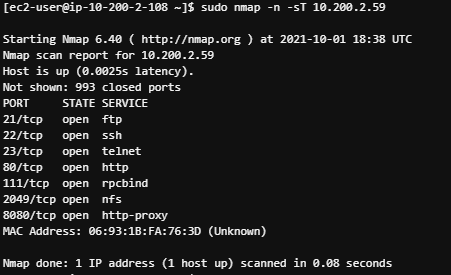 [ec2-user@ip-10-200-2-108 ~]$ sudo nmap -n -sT 10.200.2.59
Starting Nmap 6.40 ( http://nmap.org ) at 2021-10-01 18:38 UTC
Nmap scan report for 10.200.2.59
Host is up (0.0025s latency).
Not shown: 993 closed ports
PORT     STATE SERVICE
21/tcp   open  ftp
22/tcp   open  ssh
23/tcp   open  telnet
80/tcp   open  http
111/tcp  open  rpcbind
2049/tcp open  nfs
8080/tcp open  http-proxy
MAC Address: 06:93:1B:FA:76:3D (Unknown)
Nmap done: 1 IP address (1 host up) scanned in 0.08 seconds